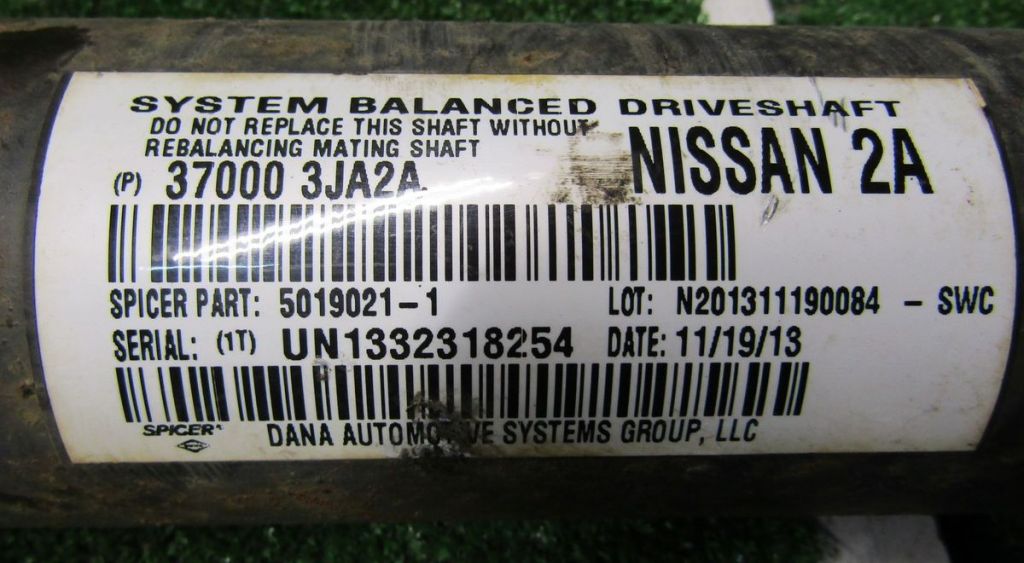 SYSTEM BALANCED DRIVESHAFT
DO NOT REPLACE THIS SHAFT WITHOUT
REBALANCING MATING SHAFT
NISSAN 2A
(P) 37000 3JA2A
SPICER PART: 5019021-1 LOT: N201311190084 - SWC
SERIAL: (1T) UN1332318254 DATE: 11/19/13
SPICER®
DANA AUTOMOTIVE SYSTEMS GROUP, LLC